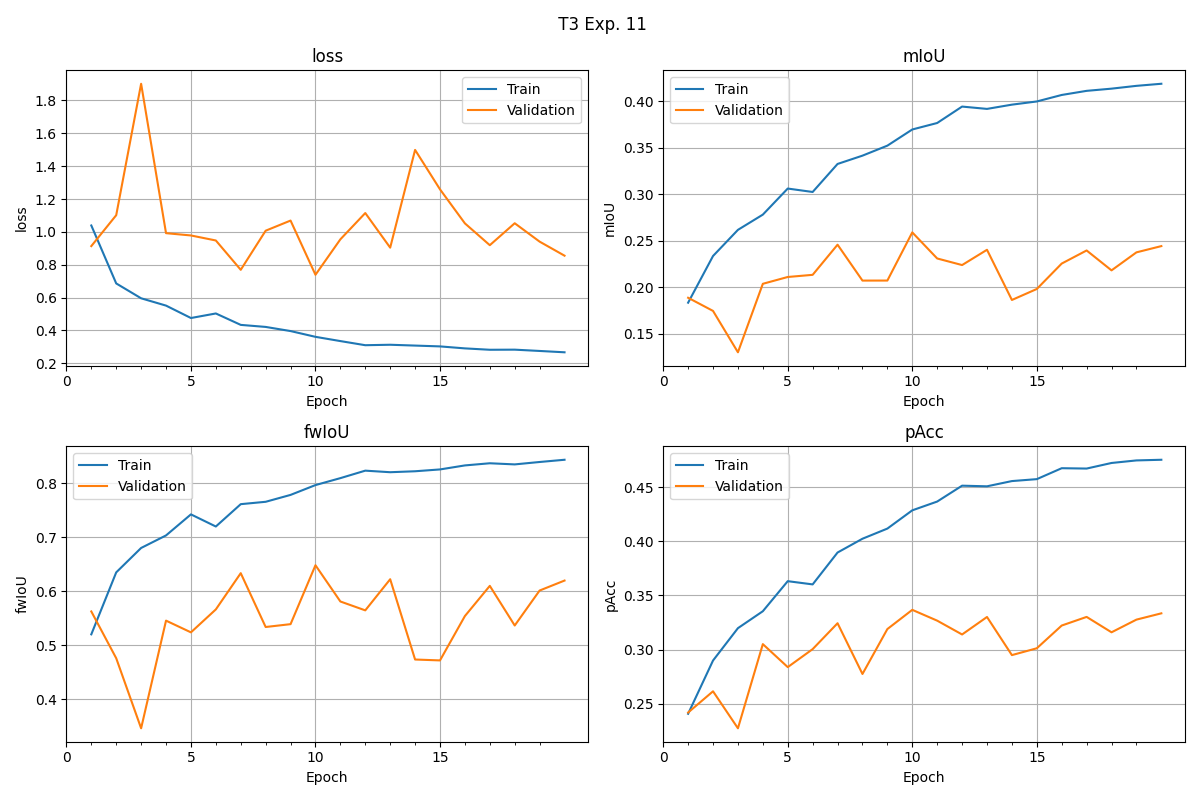 T3 Exp. 11
loss
Train
Validation
1.8
1.6
1.4
1.2
1.0
0.8
0.6
0.4
0.2
loss
0
5
10
15
Epoch
mIoU
Train
Validation
0.40
0.35
0.30
0.25
0.20
0.15
mIoU
0
5
10
15
Epoch
fwIoU
Train
Validation
0.8
0.7
0.6
0.5
0.4
fwIoU
0
5
10
15
Epoch
pAcc
Train
Validation
0.45
0.40
0.35
0.30
0.25
pAcc
0
5
10
15
Epoch